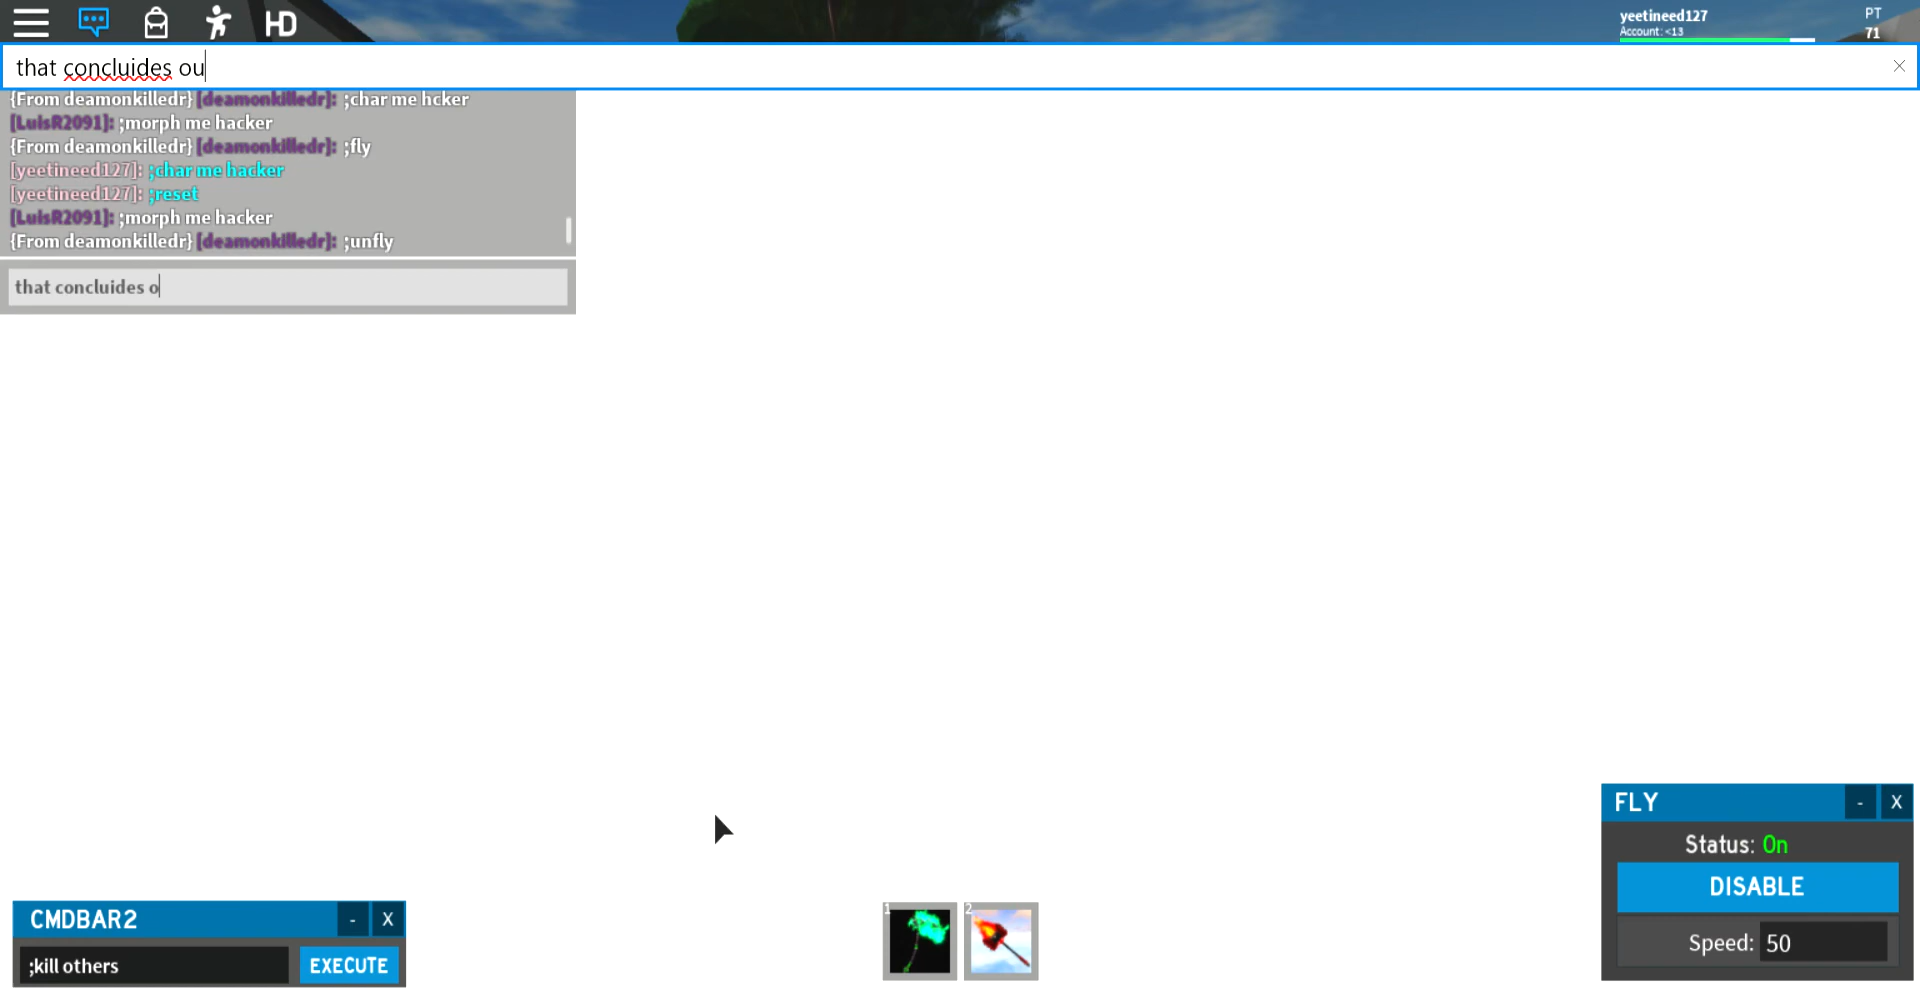 HD
yeetineed127
Account: <13
PT
71
that concluides ou
{From deamonkilledr} [deamonkilledr]: ;char me hcker
[LuisR2091]: ;morph me hacker
{From deamonkilledr} [deamonkilledr]: ;fly
[yeetineed127]: ;char me hacker
[yeetineed127]: ;reset
[LuisR2091]: ;morph me hacker
{From deamonkilledr} [deamonkilledr]: ;unfly
that concluides o
FLY - X
Status: On
DISABLE
Speed: 50
CMDBAR2 - X
;kill others EXECUTE
1 2